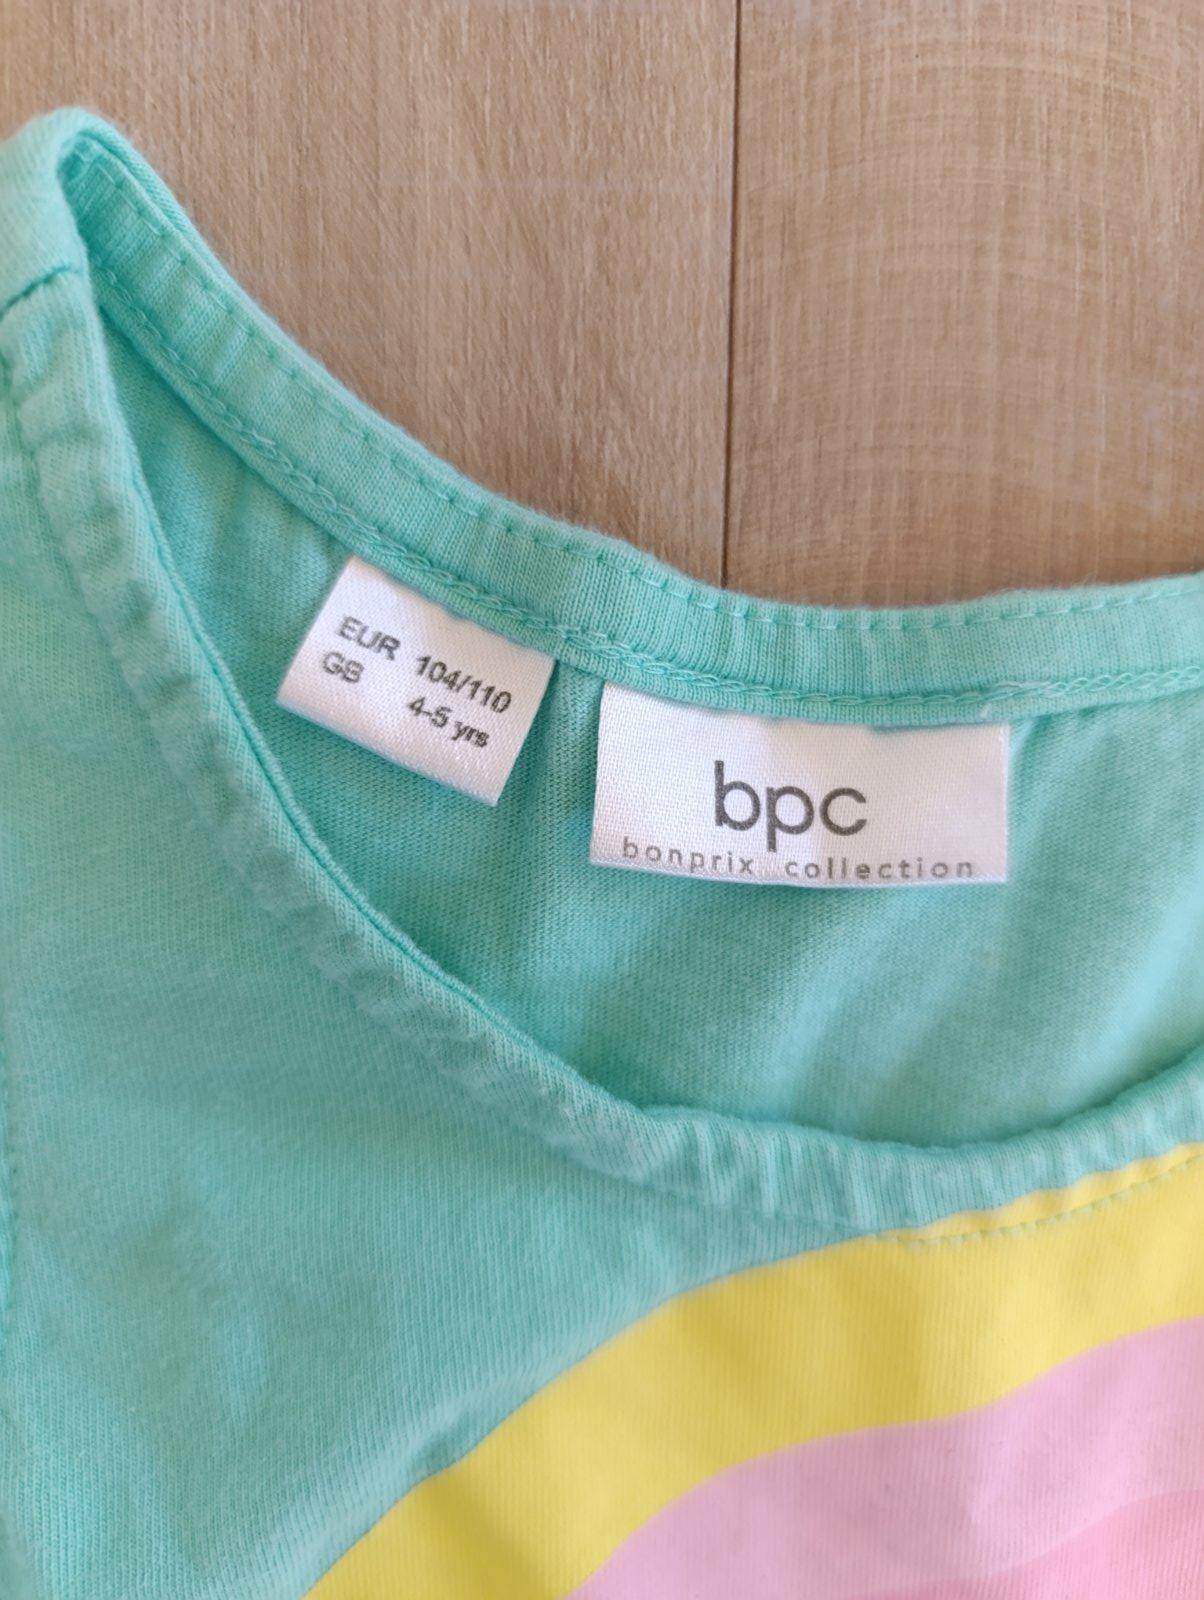 EUR 104/110
GB 4-5 yrs
bpc
bonprix collection